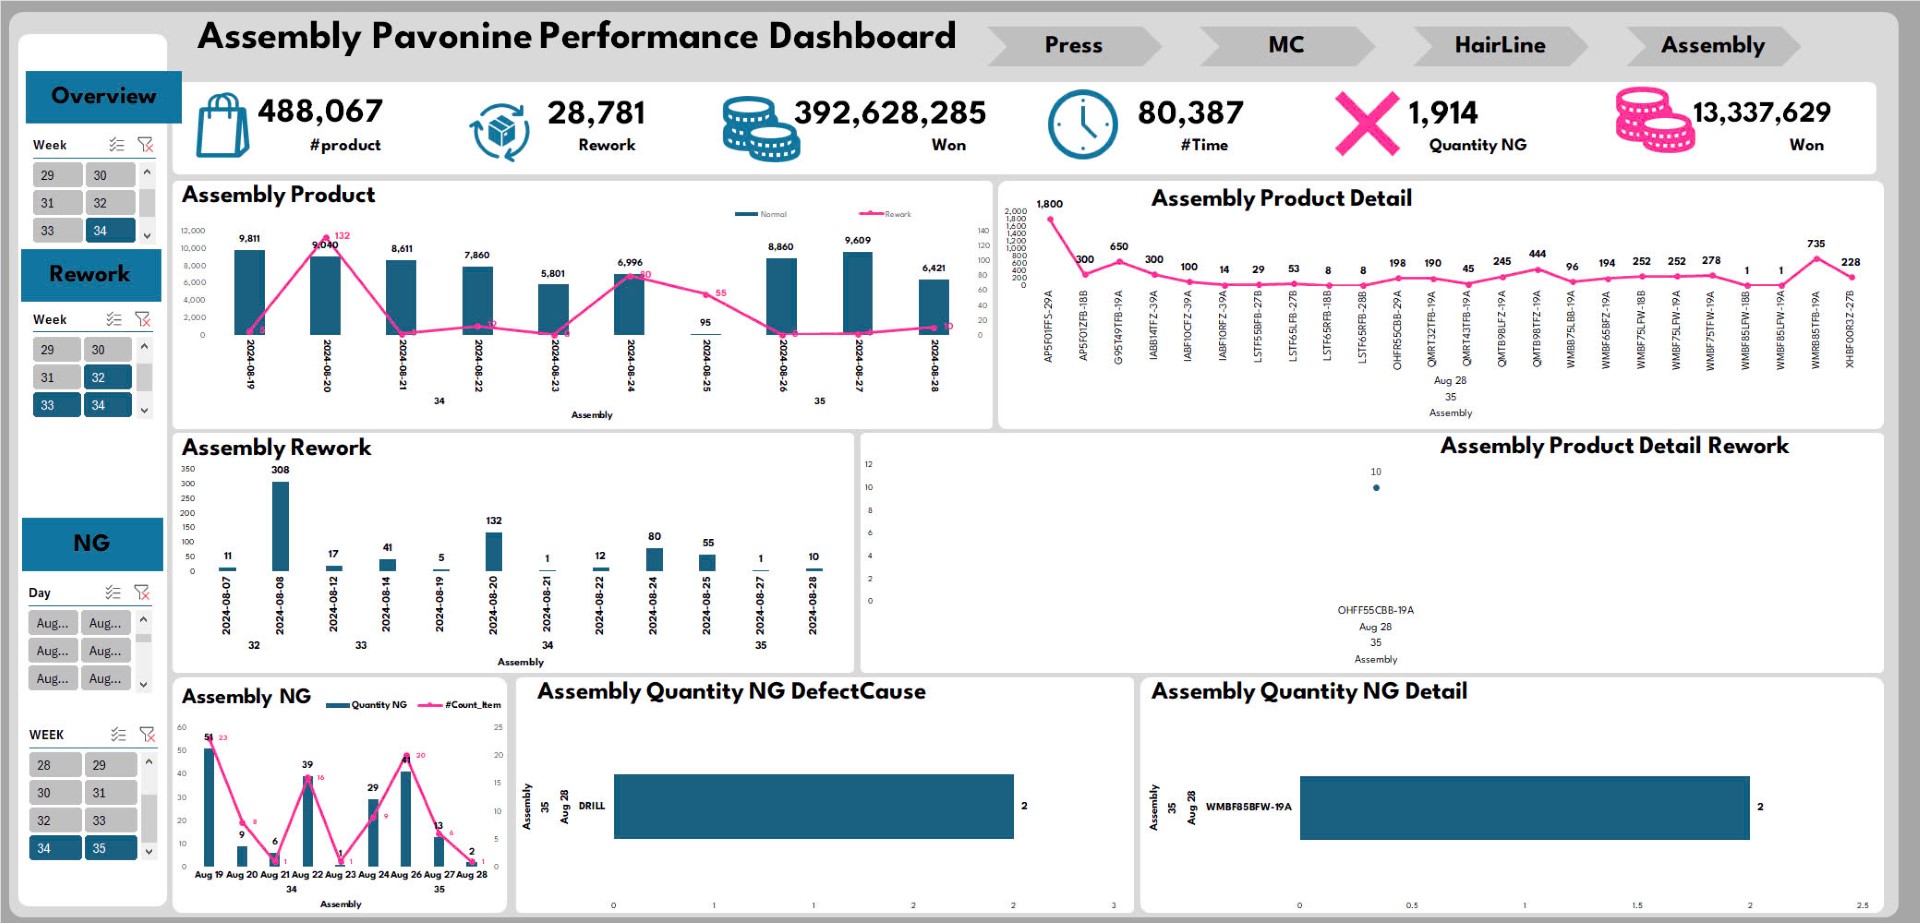 Assembly Pavonine Performance Dashboard
Press
MC
HairLine
Assembly
Overview
488,067
#product
28,781
Rework
392,628,285
Won
80,387
#Time
1,914
Quantity NG
13,337,629
Won
Week
29 30
31 32
33 34
Rework
Week
29 30
31 32
33 34
NG
Day
Aug... Aug...
Aug... Aug...
Aug... Aug...
WEEK
28 29
30 31
32 33
34 35
Assembly Product
Normal Rework
12,000
10,000
8,000
6,000
4,000
2,000
0
140
120
100
80
60
40
20
0
9,811
9,040
8,611
7,860
5,801
6,996
95
8,860
9,609
6,421
132
12
80
55
10
2024-08-19
2024-08-20
2024-08-21
2024-08-22
2024-08-23
2024-08-24
2024-08-25
2024-08-26
2024-08-27
2024-08-28
34 35
Assembly
Assembly Product Detail
2,000
1,800
1,600
1,400
1,200
1,000
800
600
400
200
0
1,800 300 650 300 100 14 29 53 8 8 198 190 45 245 444 96 194 252 252 278 1 1 735 228
AP5F01FFS-29A
AP5F01ZFB-18B
G95T49TFB-19A
IABB14TFZ-39A
IABF10CFZ-39A
IABF10RFZ-39A
LSTF55BFB-27B
LSTF65LFB-27B
LSTF65RFB-18B
LSTF65RFB-28B
OHFR55CBB-29A
QMRT32TFB-19A
QMRT43TFB-19A
QMTB98LFZ-19A
QMTB98TFZ-19A
WMBB75LBB-19A
WMBF65BFZ-19A
WMBF75LFW-18B
WMBF75LFW-19A
WMBF75TFW-19A
WMBF85LFW-18B
WMBF85LFW-19A
WMRB85TFB-19A
XHBF00R3Z-27B
Aug 28
35
Assembly
Assembly Rework
350
300
250
200
150
100
50
0
11 308 17 41 5 132 1 12 80 55 1 10
2024-08-07
2024-08-08
2024-08-12
2024-08-14
2024-08-19
2024-08-20
2024-08-21
2024-08-22
2024-08-24
2024-08-25
2024-08-27
2024-08-28
32 33 34 35
Assembly
Assembly Product Detail Rework
12
10
8
6
4
2
0
10
OHFF55CBB-19A
Aug 28
35
Assembly
Assembly NG
Quantity NG #Count_Item
60
50
40
30
20
10
0
25
20
15
10
5
0
51 9 6 39 1 29 41 13 2
23 8 1 16 1 9 20 6 1
Aug 19 Aug 20 Aug 21 Aug 22 Aug 23 Aug 24 Aug 26 Aug 27 Aug 28
34 35
Assembly
Assembly Quantity NG DefectCause
Assembly
35
Aug 28
DRILL
2
0 1 1 2 2 3
Assembly Quantity NG Detail
Assembly
35
Aug 28
WMBF85BFW-19A
2
0 0.5 1 1.5 2 2.5